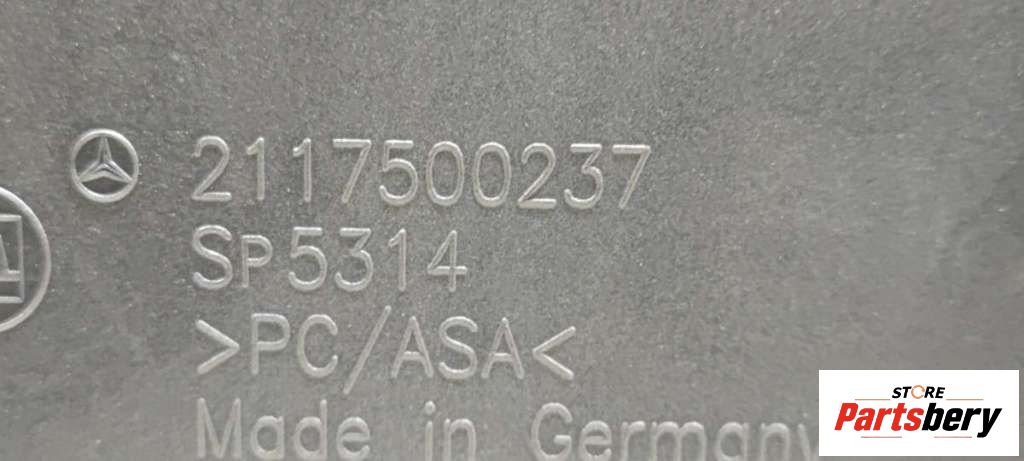 2117500237
SP5314
>PC/ASA<
Made in Germany
STORE
Partsbery